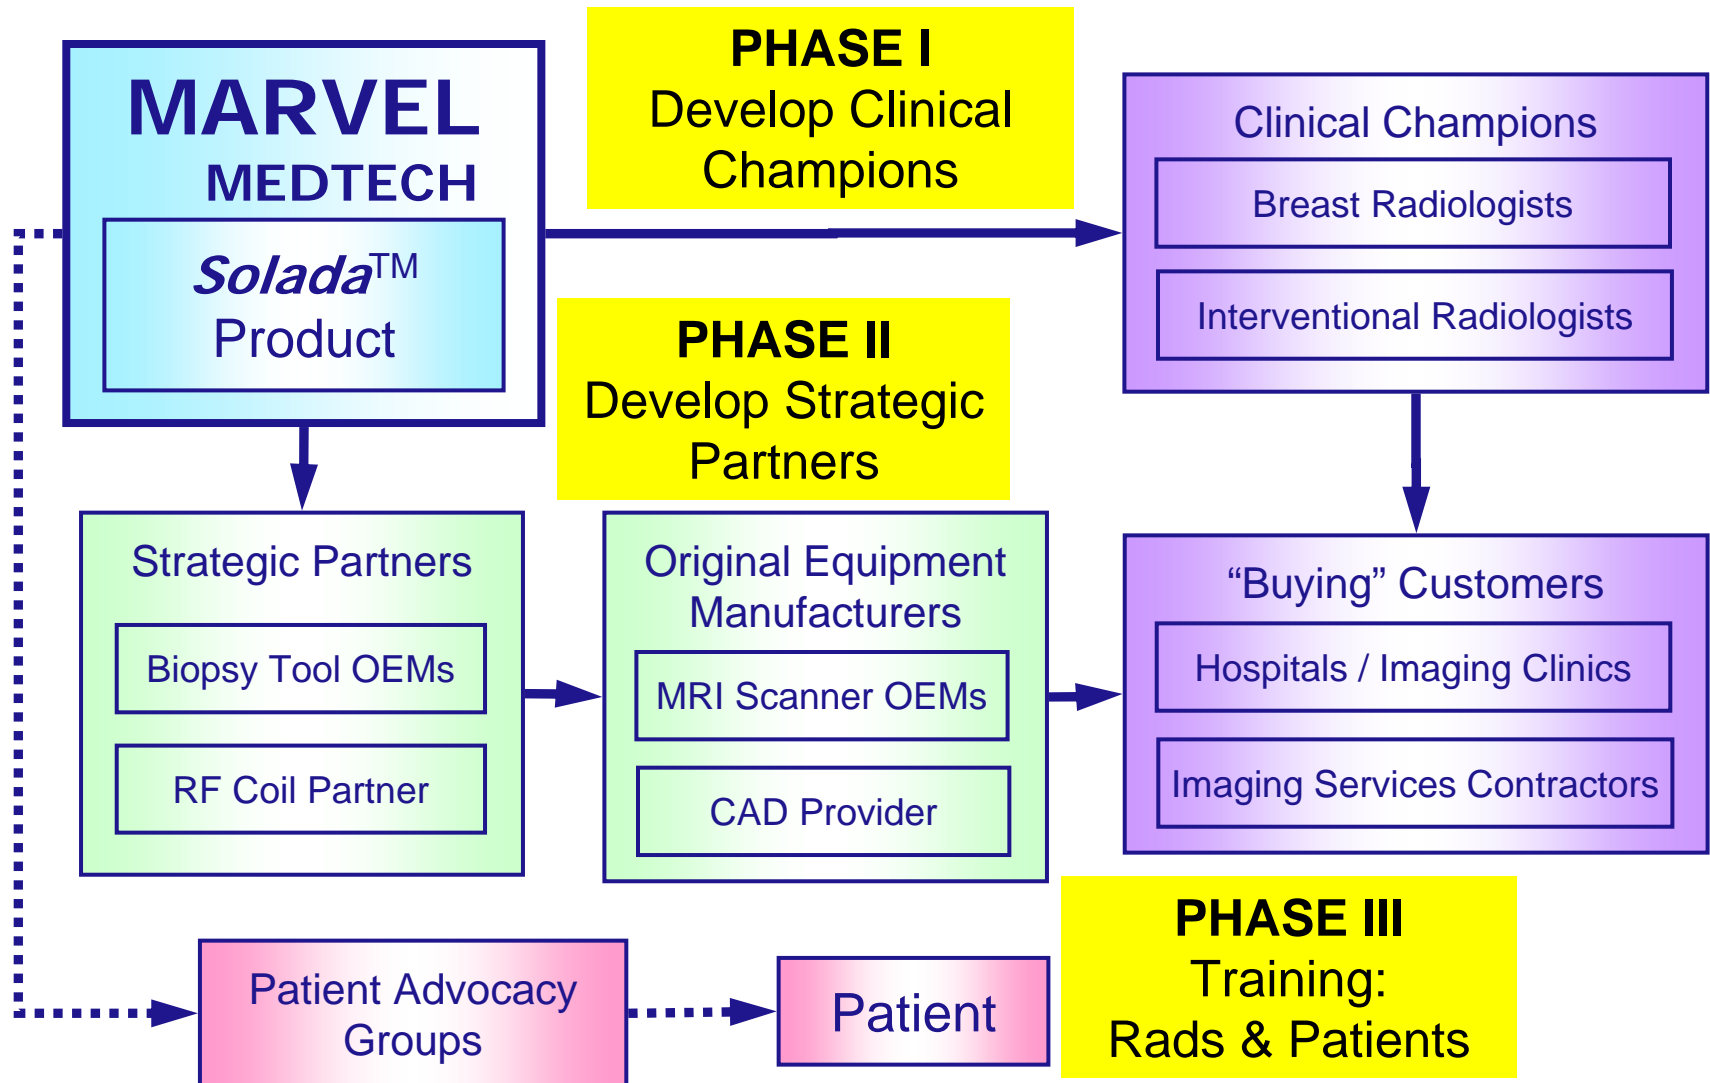 MARVEL
MEDTECH
Solada™
Product
PHASE I
Develop Clinical
Champions
Clinical Champions
Breast Radiologists
Interventional Radiologists
PHASE II
Develop Strategic
Partners
Strategic Partners
Biopsy Tool OEMs
RF Coil Partner
Original Equipment
Manufacturers
MRI Scanner OEMs
CAD Provider
“Buying” Customers
Hospitals / Imaging Clinics
Imaging Services Contractors
Patient Advocacy
Groups
Patient
PHASE III
Training:
Rads & Patients